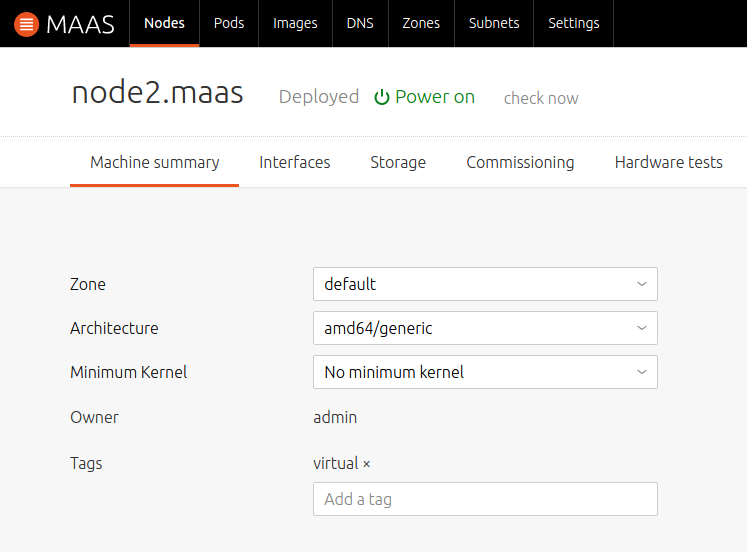 MAAS Nodes Pods Images DNS Zones Subnets Settings
node2.maas Deployed Power on check now
Machine summary Interfaces Storage Commissioning Hardware tests
Zone default
Architecture amd64/generic
Minimum Kernel No minimum kernel
Owner admin
Tags virtual ×
Add a tag